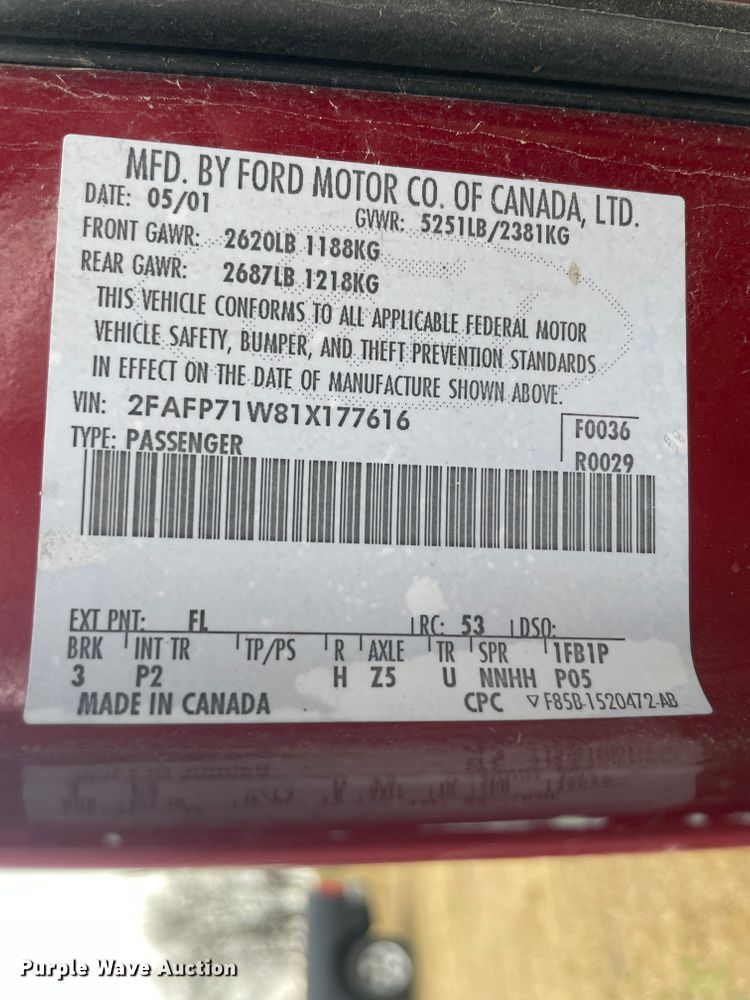 MFD. BY FORD MOTOR CO. OF CANADA, LTD.
DATE: 05/01 GVWR: 5251LB/2381KG
FRONT GAWR: 2620LB 1188KG
REAR GAWR: 2687LB 1218KG
THIS VEHICLE CONFORMS TO ALL APPLICABLE FEDERAL MOTOR
VEHICLE SAFETY, BUMPER, AND THEFT PREVENTION STANDARDS
IN EFFECT ON THE DATE OF MANUFACTURE SHOWN ABOVE.
VIN: 2FAFP71W81X177616
F0036
TYPE: PASSENGER
R0029
EXT PNT: FL RC: 53 DSO:
BRK INT TR TP/PS R AXLE TR SPR 1FB1P
3 P2 H Z5 U NNHH P05
MADE IN CANADA CPC F85B-1520472-AB
Purple Wave Auction